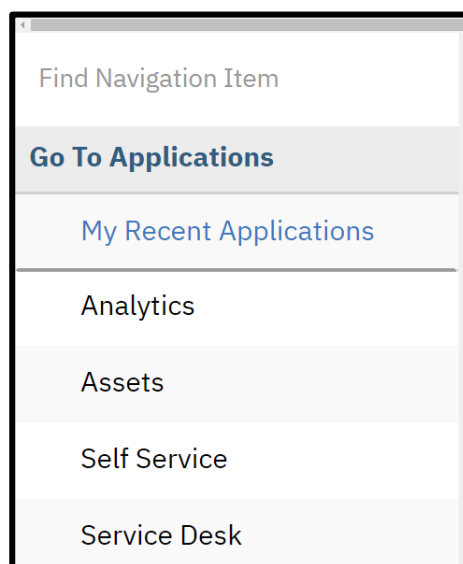 Find Navigation Item
Go To Applications
My Recent Applications
Analytics
Assets
Self Service
Service Desk